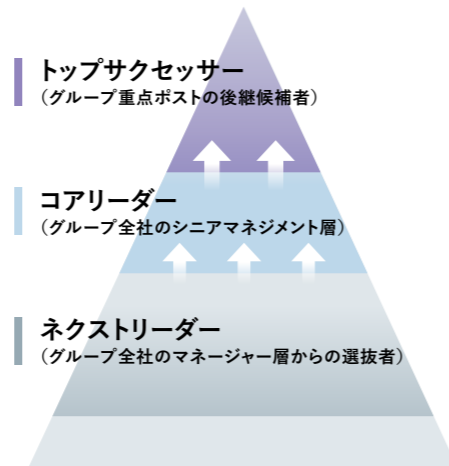 トップサクセッサー
（グループ重点ポストの後継候補者）
コアリーダー
（グループ全社のシニアマネジメント層）
ネクストリーダー
（グループ全社のマネージャー層からの選抜者）